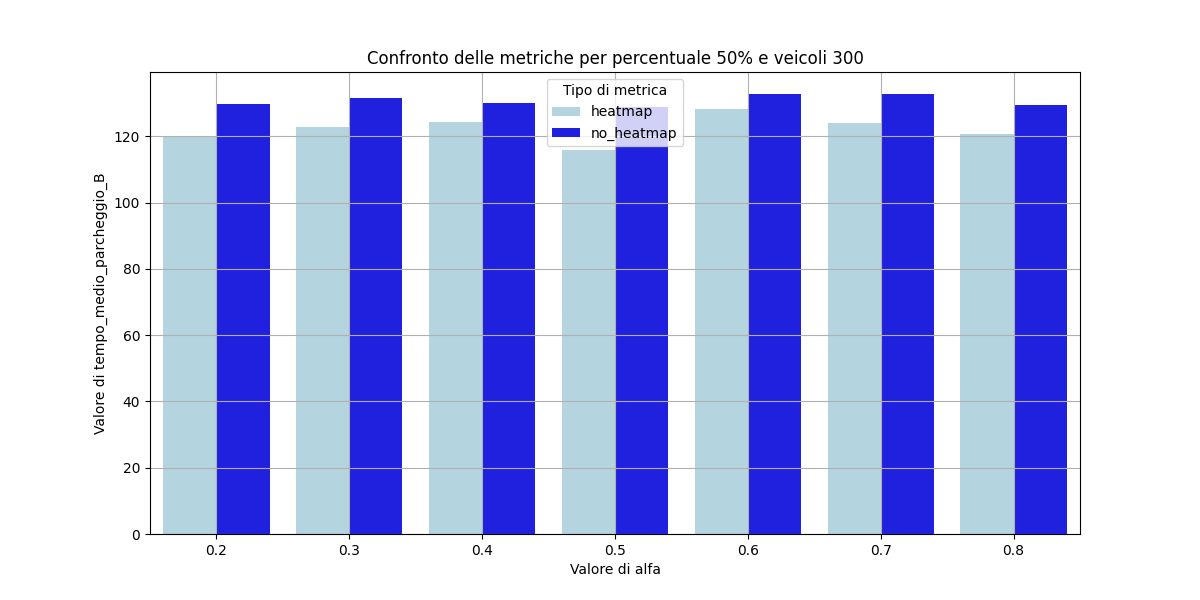 Confronto delle metriche per percentuale 50% e veicoli 300
Tipo di metrica
heatmap
no_heatmap
Valore di tempo_medio_parcheggio_B
120
100
80
60
40
20
0
0.2 0.3 0.4 0.5 0.6 0.7 0.8
Valore di alfa